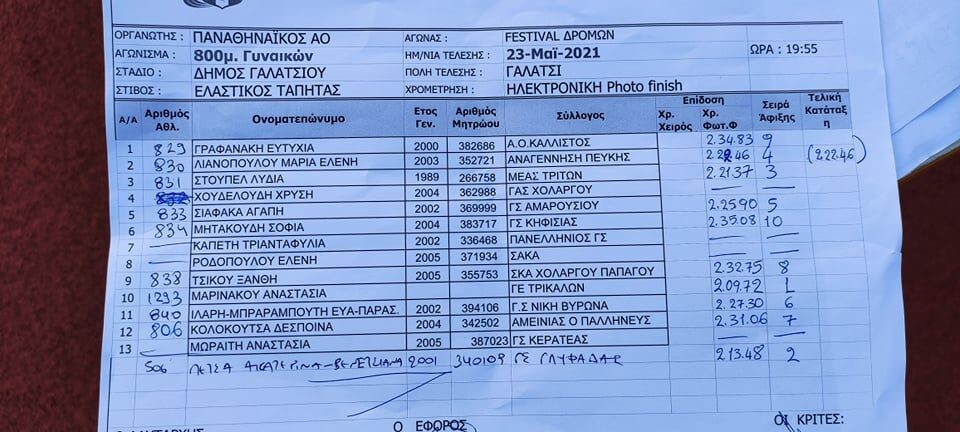 ΟΡΓΑΝΩΤΗΣ : ΠΑΝΑΘΗΝΑΪΚΟΣ ΑΟ ΑΓΩΝΑΣ : FESTIVAL ΔΡΟΜΩΝ
ΑΓΩΝΙΣΜΑ : 800μ. Γυναικών ΗΜ/ΝΙΑ ΤΕΛΕΣΗΣ : 23-Μαϊ-2021 ΩΡΑ : 19:55
ΣΤΑΔΙΟ : ΔΗΜΟΣ ΓΑΛΑΤΣΙΟΥ ΠΟΛΗ ΤΕΛΕΣΗΣ : ΓΑΛΑΤΣΙ
ΣΤΙΒΟΣ : ΕΛΑΣΤΙΚΟΣ ΤΑΠΗΤΑΣ ΧΡΟΜΕΤΡΗΣΗ : ΗΛΕΚΤΡΟΝΙΚΗ Photo finish
Α/Α Αριθμός Αθλ. Ονοματεπώνυμο Ετος Γεν. Αριθμός Μητρώου Σύλλογος Επίδοση Χρ. Χειρός Χρ. Φωτ.Φ Σειρά Άφιξης Τελική Κατάταξη
1 829 ΓΡΑΦΑΝΑΚΗ ΕΥΤΥΧΙΑ 2000 382686 Α.Ο.ΚΑΛΛΙΣΤΟΣ 2.34.83 9
2 830 ΛΙΑΝΟΠΟΥΛΟΥ ΜΑΡΙΑ ΕΛΕΝΗ 2003 352721 ΑΝΑΓΕΝΝΗΣΗ ΠΕΥΚΗΣ 2.22.46 4 (2.22.46)
3 831 ΣΤΟΥΠΕΛ ΛΥΔΙΑ 1989 266758 ΜΕΑΣ ΤΡΙΤΩΝ 2.21.37 3
4 ΧΟΥΔΕΛΟΥΔΗ ΧΡΥΣΗ 2004 362988 ΓΑΣ ΧΟΛΑΡΓΟΥ — —
5 833 ΣΙΑΦΑΚΑ ΑΓΑΠΗ 2002 369999 ΓΣ ΑΜΑΡΟΥΣΙΟΥ 2.25.90 5
6 834 ΜΗΤΑΚΟΥΔΗ ΣΟΦΙΑ 2004 383717 ΓΣ ΚΗΦΙΣΙΑΣ 2.35.08 10
7 — ΚΑΠΕΤΗ ΤΡΙΑΝΤΑΦΥΛΙΑ 2002 336468 ΠΑΝΕΛΛΗΝΙΟΣ ΓΣ — —
8 — ΡΟΔΟΠΟΥΛΟΥ ΕΛΕΝΗ 2005 371934 ΣΑΚΑ — —
9 838 ΤΣΙΚΟΥ ΞΑΝΘΗ 2005 355753 ΣΚΑ ΧΟΛΑΡΓΟΥ ΠΑΠΑΓΟΥ 2.32.75 8
10 1293 ΜΑΡΙΝΑΚΟΥ ΑΝΑΣΤΑΣΙΑ ΓΕ ΤΡΙΚΑΛΩΝ 2.09.72 1
11 840 ΙΛΑΡΗ-ΜΠΡΑΡΑΜΠΟΥΤΗ ΕΥΑ-ΠΑΡΑΣ. 2002 394106 Γ.Σ ΝΙΚΗ ΒΥΡΩΝΑ 2.27.30 6
12 806 ΚΟΛΟΚΟΥΤΣΑ ΔΕΣΠΟΙΝΑ 2004 342502 ΑΜΕΙΝΙΑΣ Ο ΠΑΛΛΗΝΕΥΣ 2.31.06 7
13 — ΜΩΡΑΙΤΗ ΑΝΑΣΤΑΣΙΑ 2005 387023 ΓΣ ΚΕΡΑΤΕΑΣ — —
506 ΑΙΚΑΤΕΡΙΝΑ-ΒΕΝΕΤΣΙΑΝΑ 2001 340109 ΓΣ ΓΛΥΦΑΔΑΣ 2.13.48 2
Ο ΕΦΟΡΟΣ ΟΙ ΚΡΙΤΕΣ: